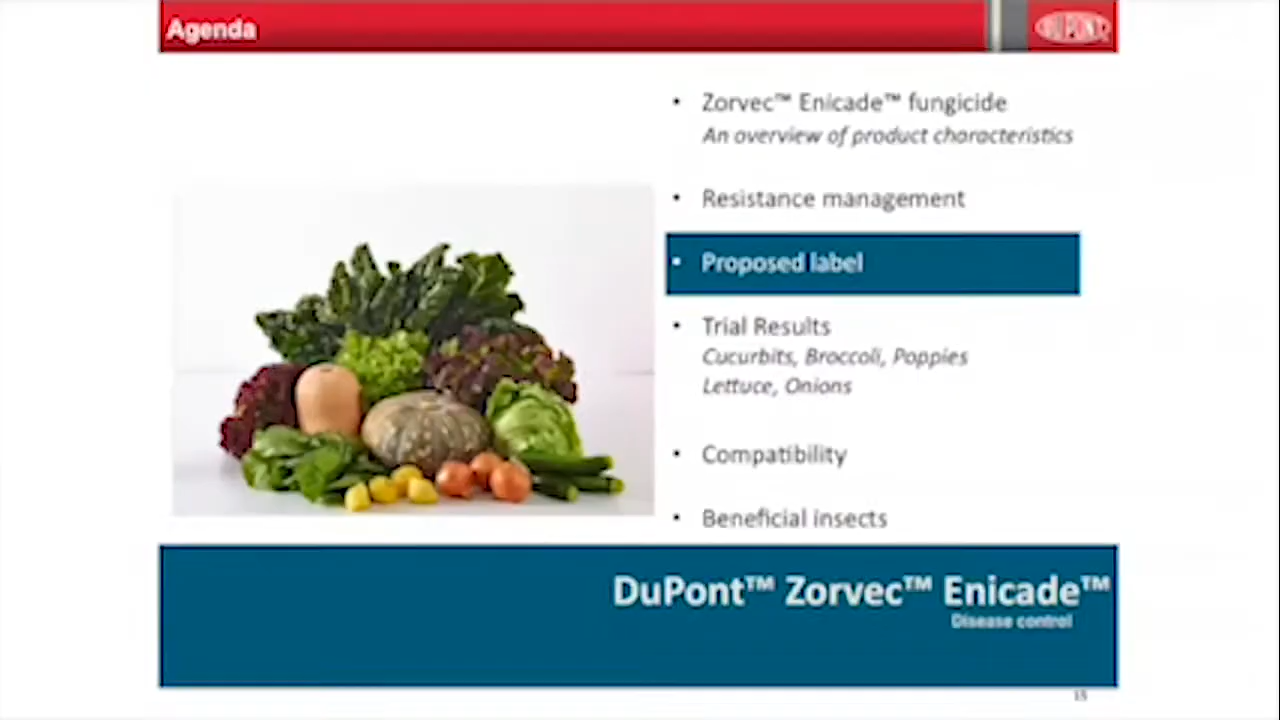 Agenda
DUPONT
• Zorvec™ Enicade™ fungicide
An overview of product characteristics
• Resistance management
• Proposed label
• Trial Results
Cucurbits, Broccoli, Poppies
Lettuce, Onions
• Compatibility
• Beneficial insects
DuPont™ Zorvec™ Enicade™
Disease control